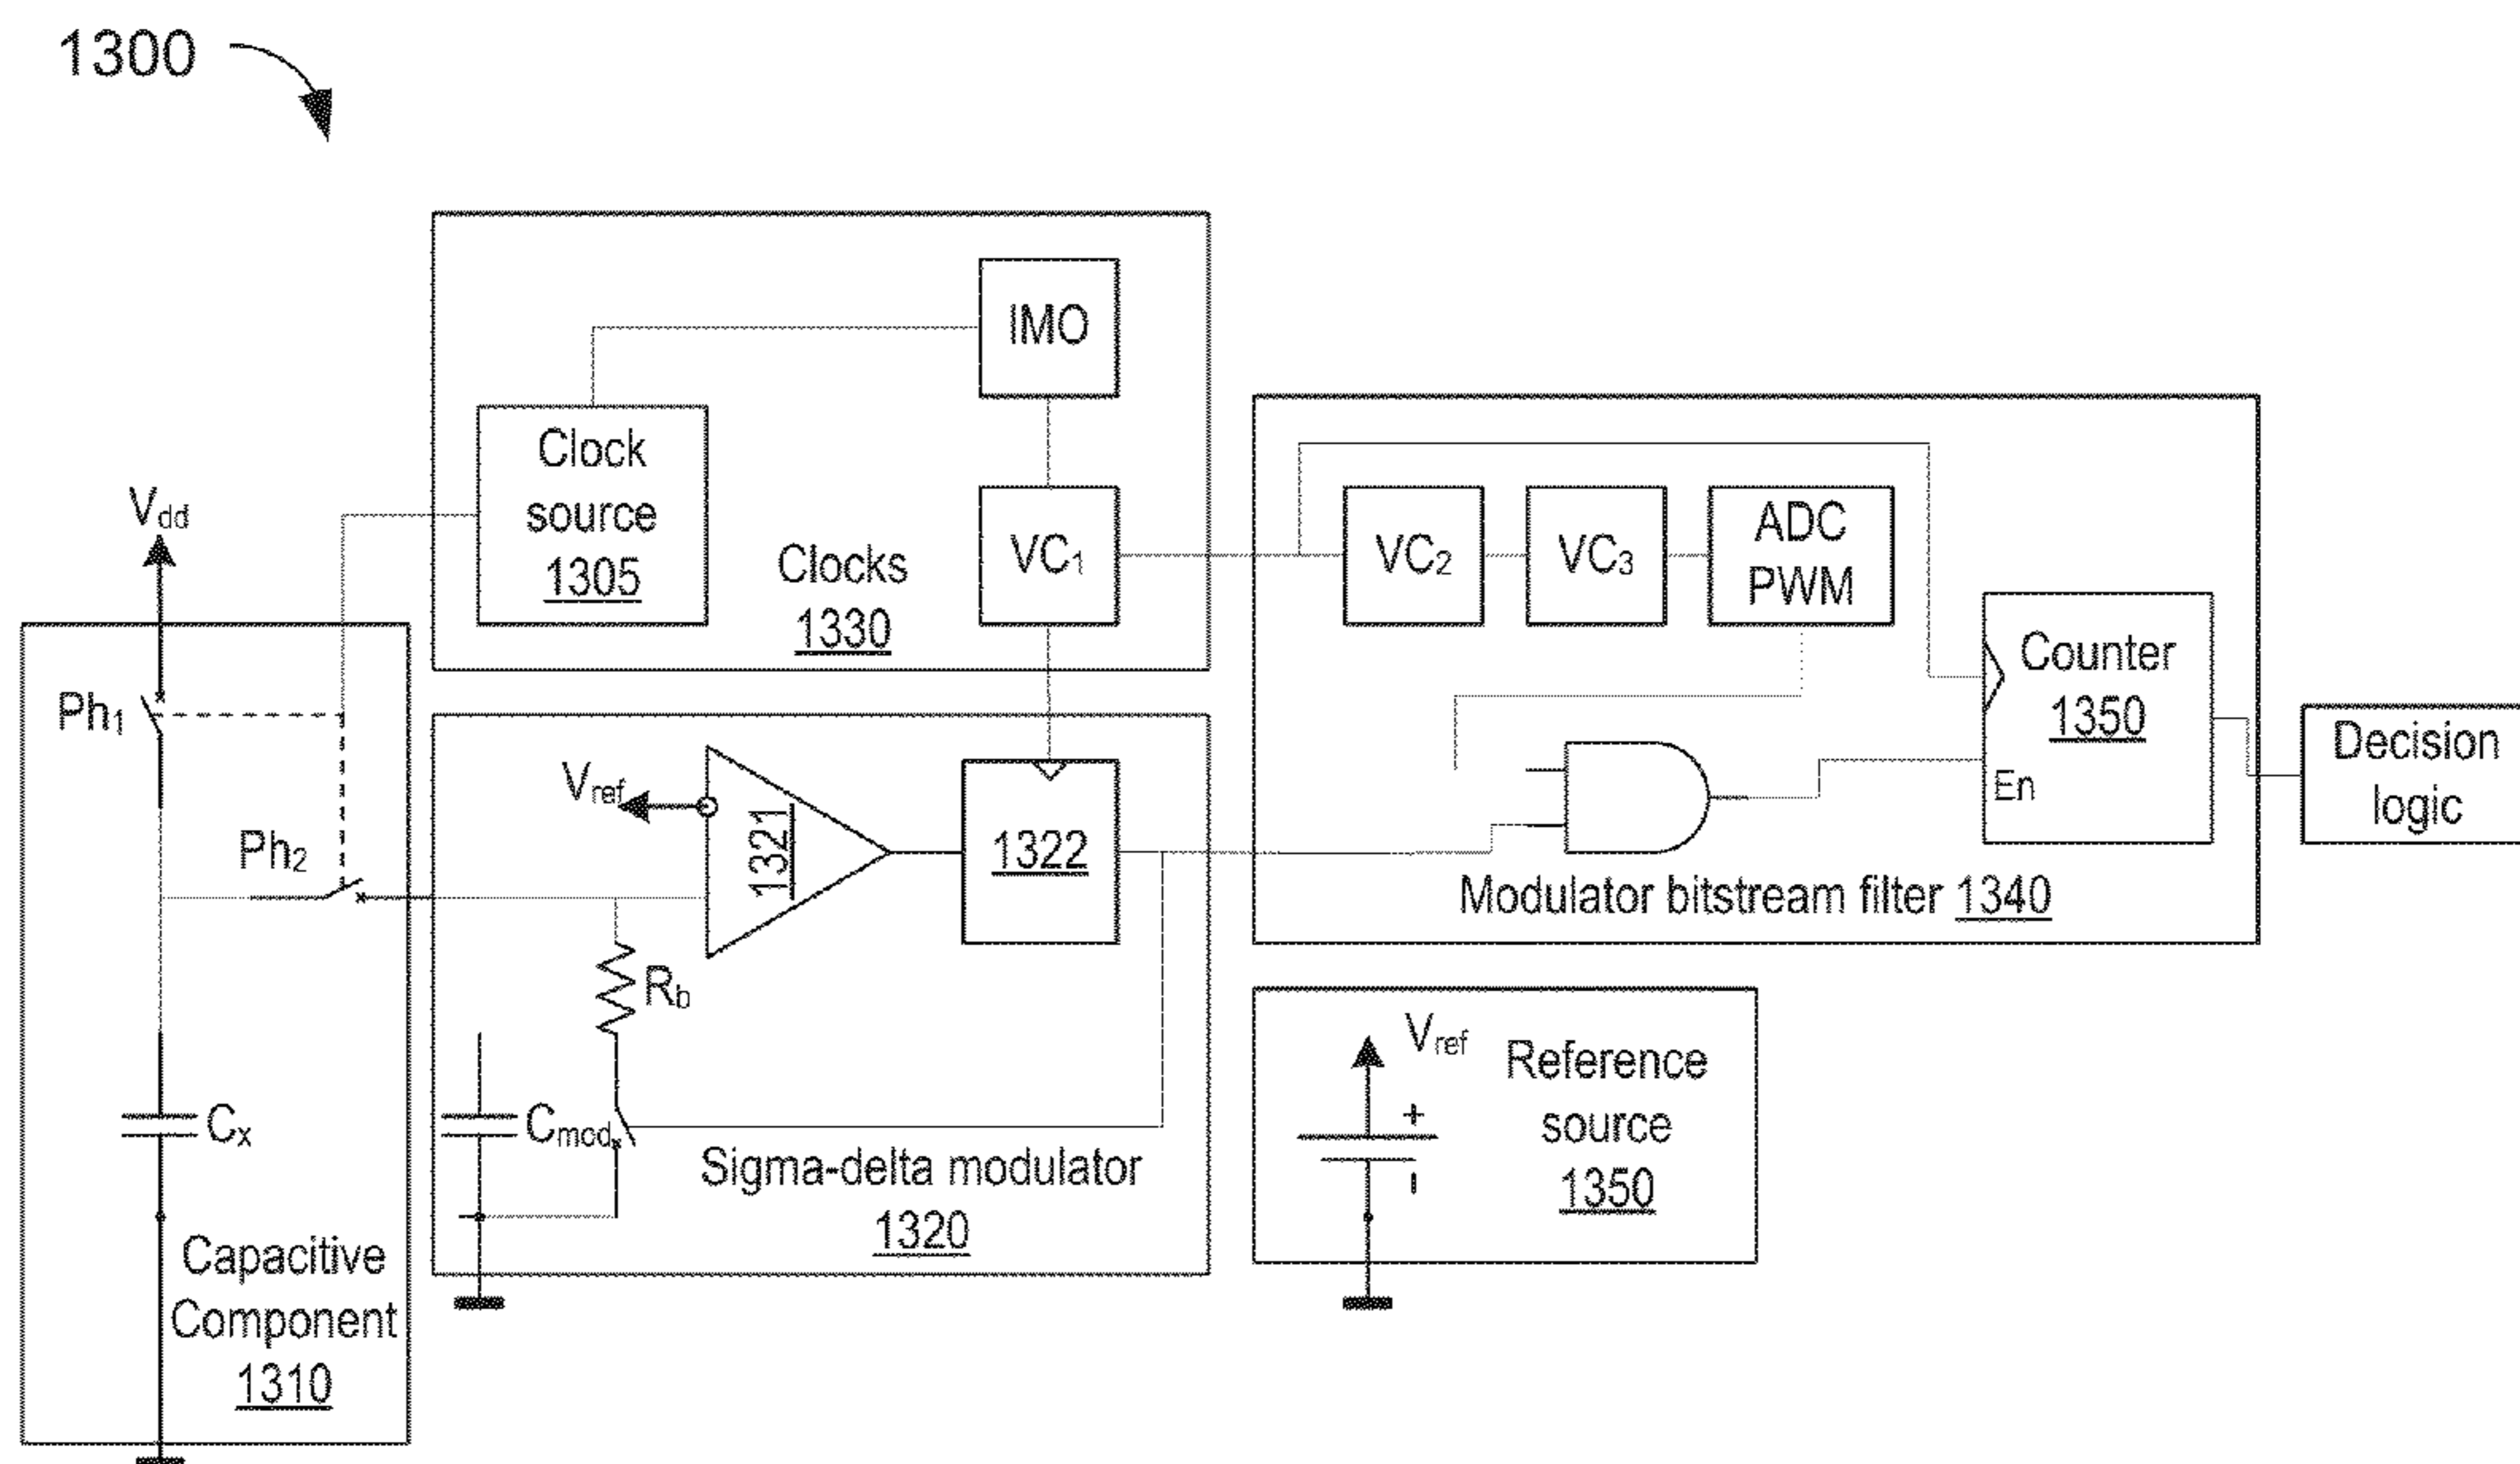 1300
IMO
Clock
source
1305
Clocks
1330
VC1
VC2
VC3
ADC
PWM
Counter
1350
En
Decision
logic
Modulator bitstream filter 1340
Vdd
Ph1
Ph2
Cx
Capacitive
Component
1310
Vref
1321
1322
Rb
Cmod
Sigma-delta modulator
1320
Vref
+
-
Reference
source
1350